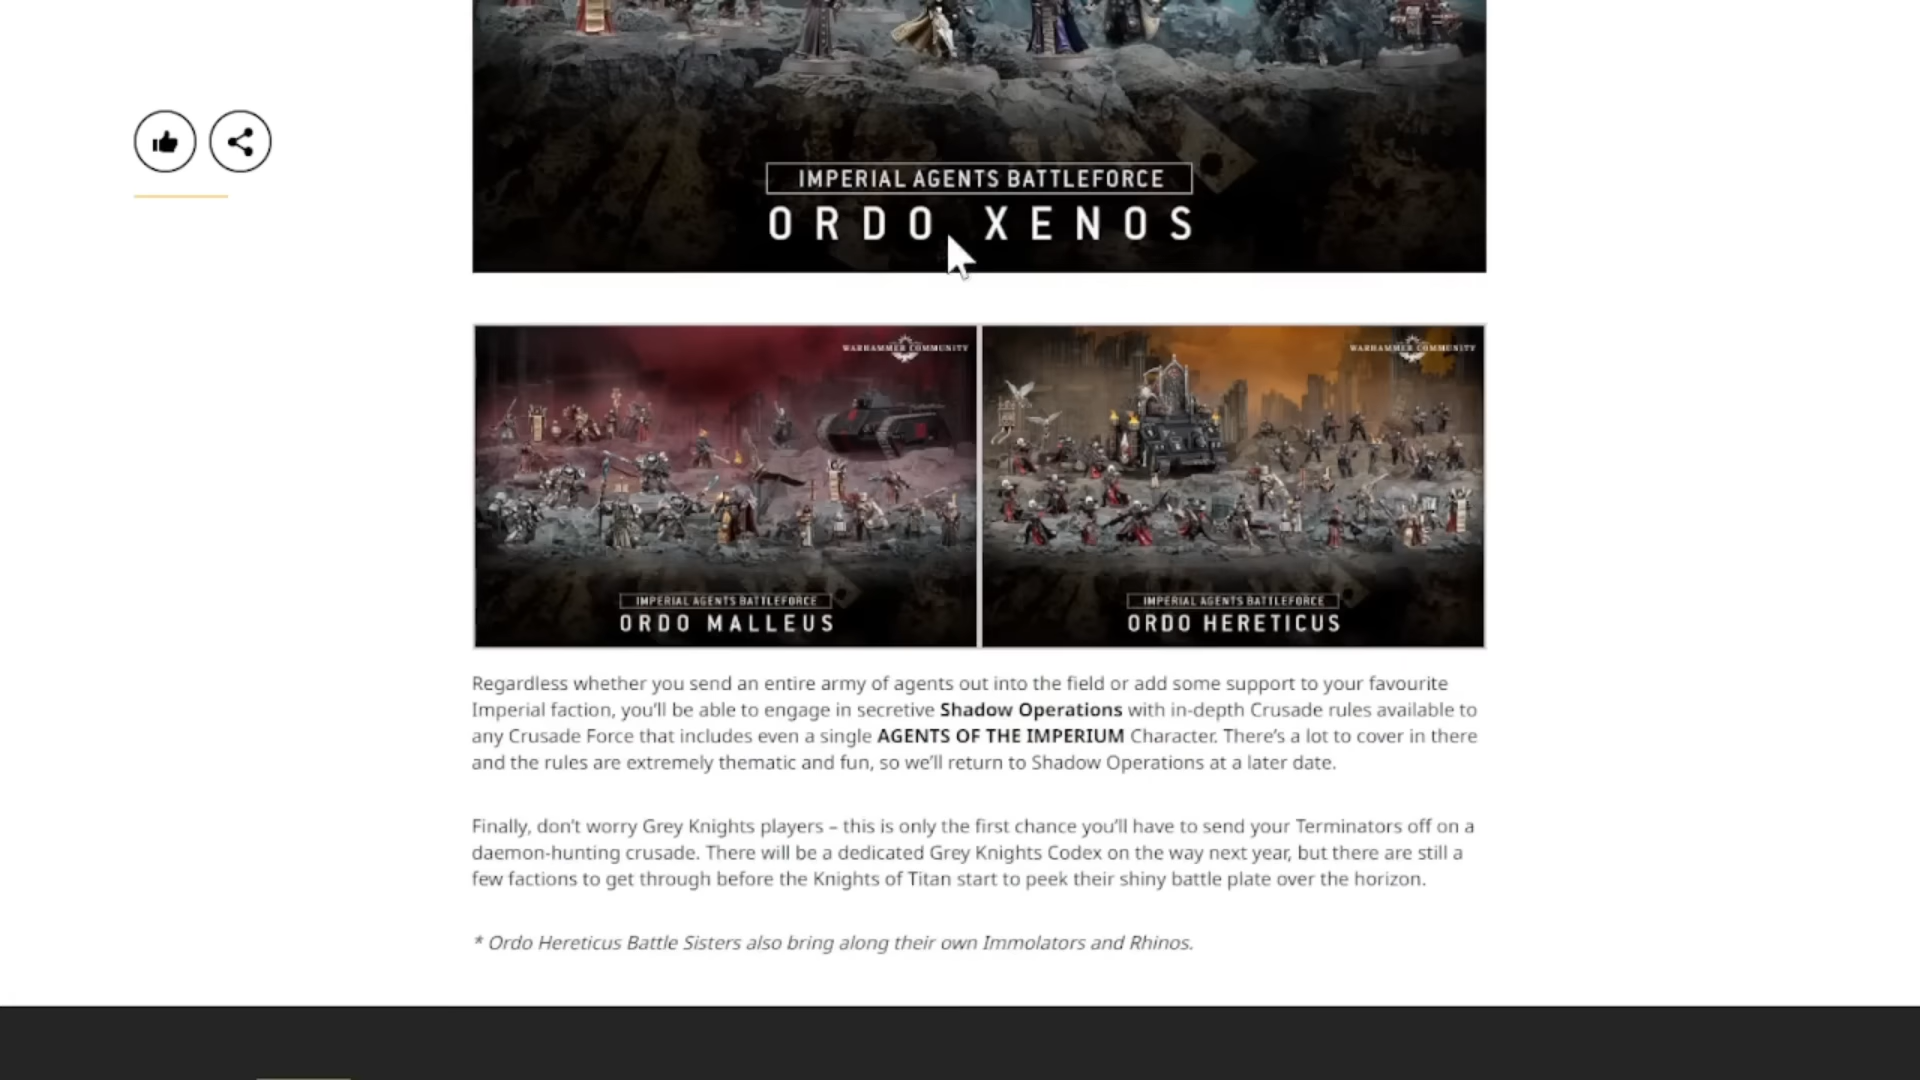 IMPERIAL AGENTS BATTLEFORCE
ORDO XENOS
WARHAMMER COMMUNITY
WARHAMMER COMMUNITY
IMPERIAL AGENTS BATTLEFORCE
ORDO MALLEUS
IMPERIAL AGENTS BATTLEFORCE
ORDO HERETICUS
Regardless whether you send an entire army of agents out into the field or add some support to your favourite
Imperial faction, you'll be able to engage in secretive Shadow Operations with in-depth Crusade rules available to
any Crusade Force that includes even a single AGENTS OF THE IMPERIUM Character. There's a lot to cover in there
and the rules are extremely thematic and fun, so we'll return to Shadow Operations at a later date.
Finally, don't worry Grey Knights players – this is only the first chance you'll have to send your Terminators off on a
daemon-hunting crusade. There will be a dedicated Grey Knights Codex on the way next year, but there are still a
few factions to get through before the Knights of Titan start to peek their shiny battle plate over the horizon.
* Ordo Hereticus Battle Sisters also bring along their own Immolators and Rhinos.